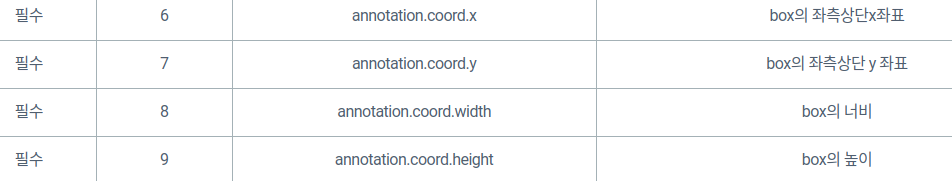 필수 6 annotation.coord.x box의 좌측상단x좌표
필수 7 annotation.coord.y box의 좌측상단 y 좌표
필수 8 annotation.coord.width box의 너비
필수 9 annotation.coord.height box의 높이